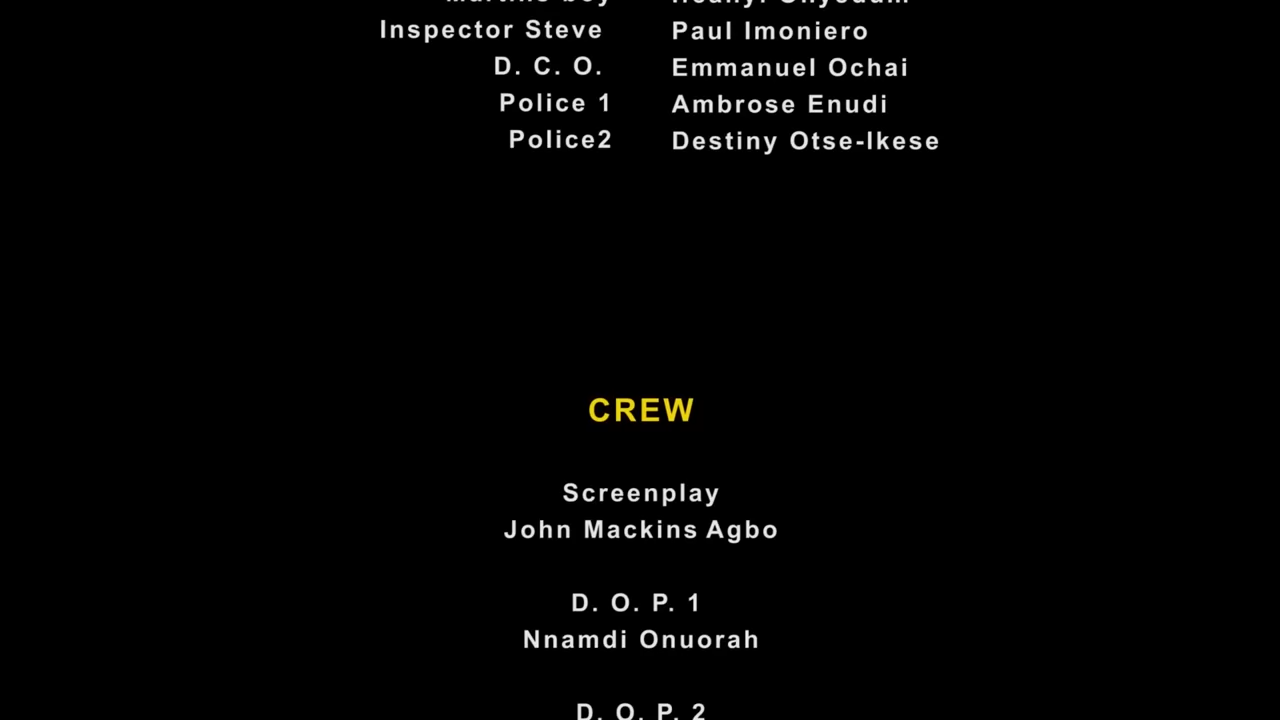 Inspector Steve Paul Imoniero
D. C. O. Emmanuel Ochai
Police 1 Ambrose Enudi
Police2 Destiny Otse-Ikese
CREW
Screenplay
John Mackins Agbo
D. O. P. 1
Nnamdi Onuorah
D. O. P. 2